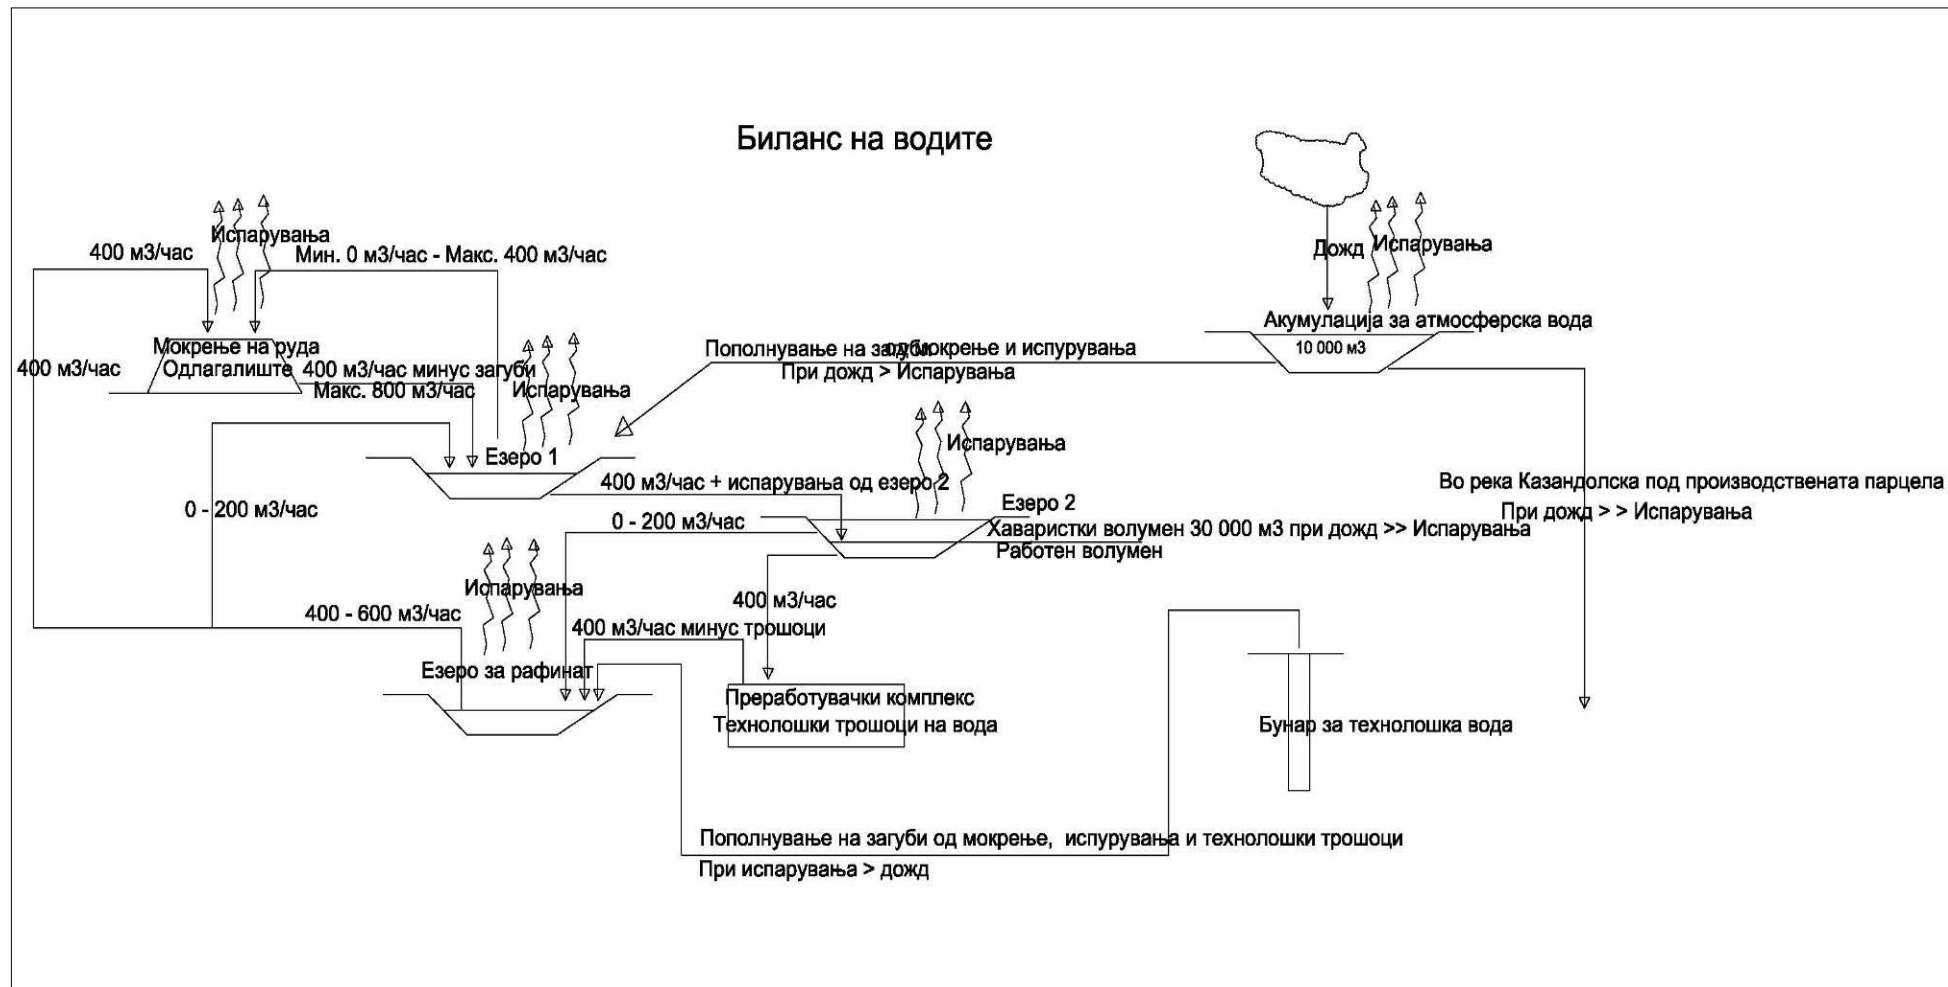 Биланс на водите
Испарувања
400 м3/час
Мин. 0 м3/час - Макс. 400 м3/час
Дожд
Испарувања
Акумулација за атмосферска вода
10 000 м3
Мокрење на руда
Одлагалиште
400 м3/час
400 м3/час минус загуби
Макс. 800 м3/час
Испарувања
Пополнување на загуби од мокрење и испурувања
При дожд > Испарувања
Езеро 1
Испарувања
400 м3/час + испарувања од езеро 2
0 - 200 м3/час
0 - 200 м3/час
Езеро 2
Хаваристки волумен 30 000 м3 при дожд >> Испарувања
Работен волумен
Во река Казандолска под производствената парцела
При дожд > > Испарувања
Испарувања
400 - 600 м3/час
400 м3/час
400 м3/час минус трошоци
Езеро за рафинат
Преработувачки комплекс
Технолошки трошоци на вода
Бунар за технолошка вода
Пополнување на загуби од мокрење, испурувања и технолошки трошоци
При испарувања > дожд